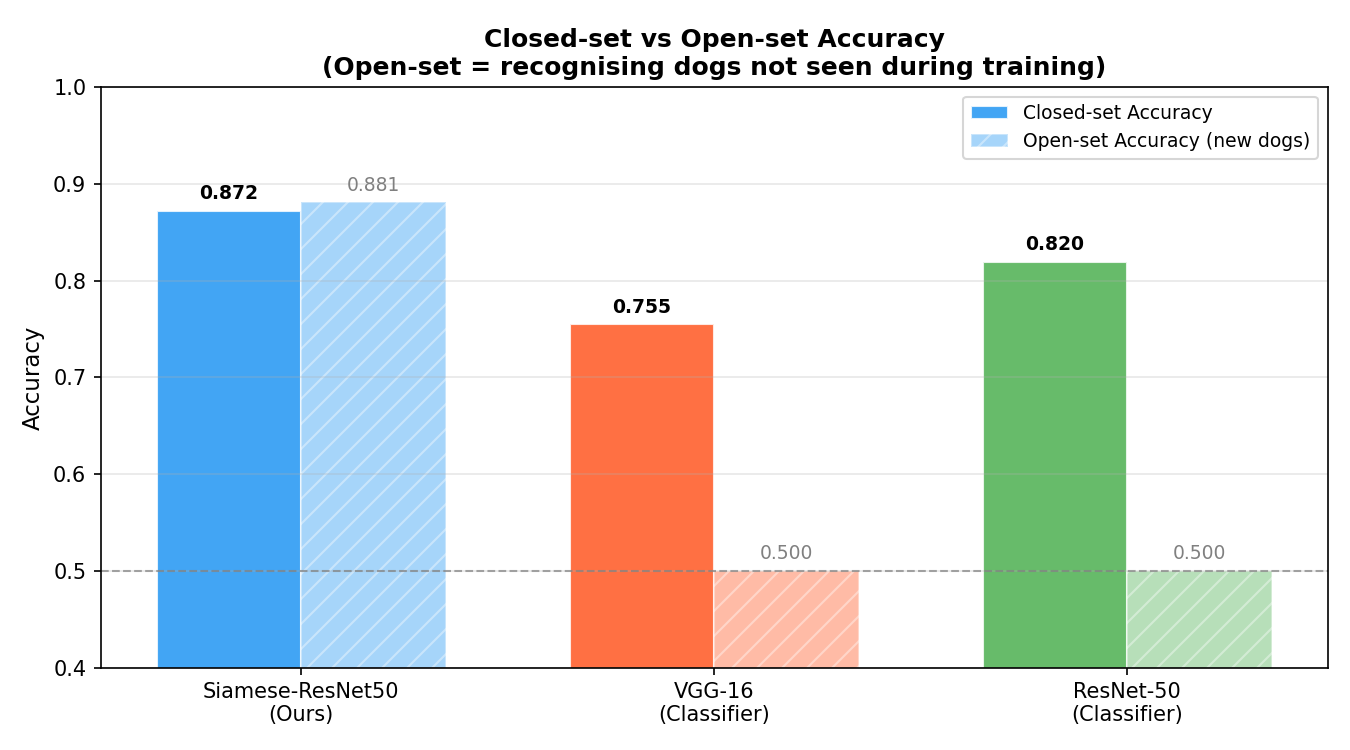 Closed-set vs Open-set Accuracy
(Open-set = recognising dogs not seen during training)
Closed-set Accuracy
Open-set Accuracy (new dogs)
Accuracy
1.0
0.9
0.8
0.7
0.6
0.5
0.4
0.872
0.881
0.755
0.500
0.820
0.500
Siamese-ResNet50
(Ours)
VGG-16
(Classifier)
ResNet-50
(Classifier)